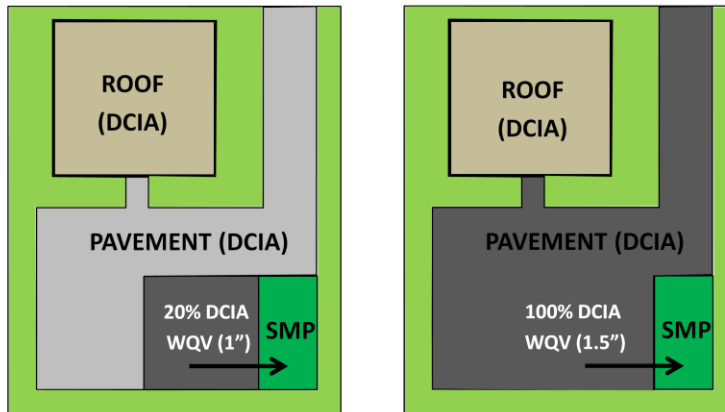 ROOF
(DCIA)
PAVEMENT (DCIA)
20% DCIA
WQV (1”)
SMP
ROOF
(DCIA)
PAVEMENT (DCIA)
100% DCIA
WQV (1.5”)
SMP